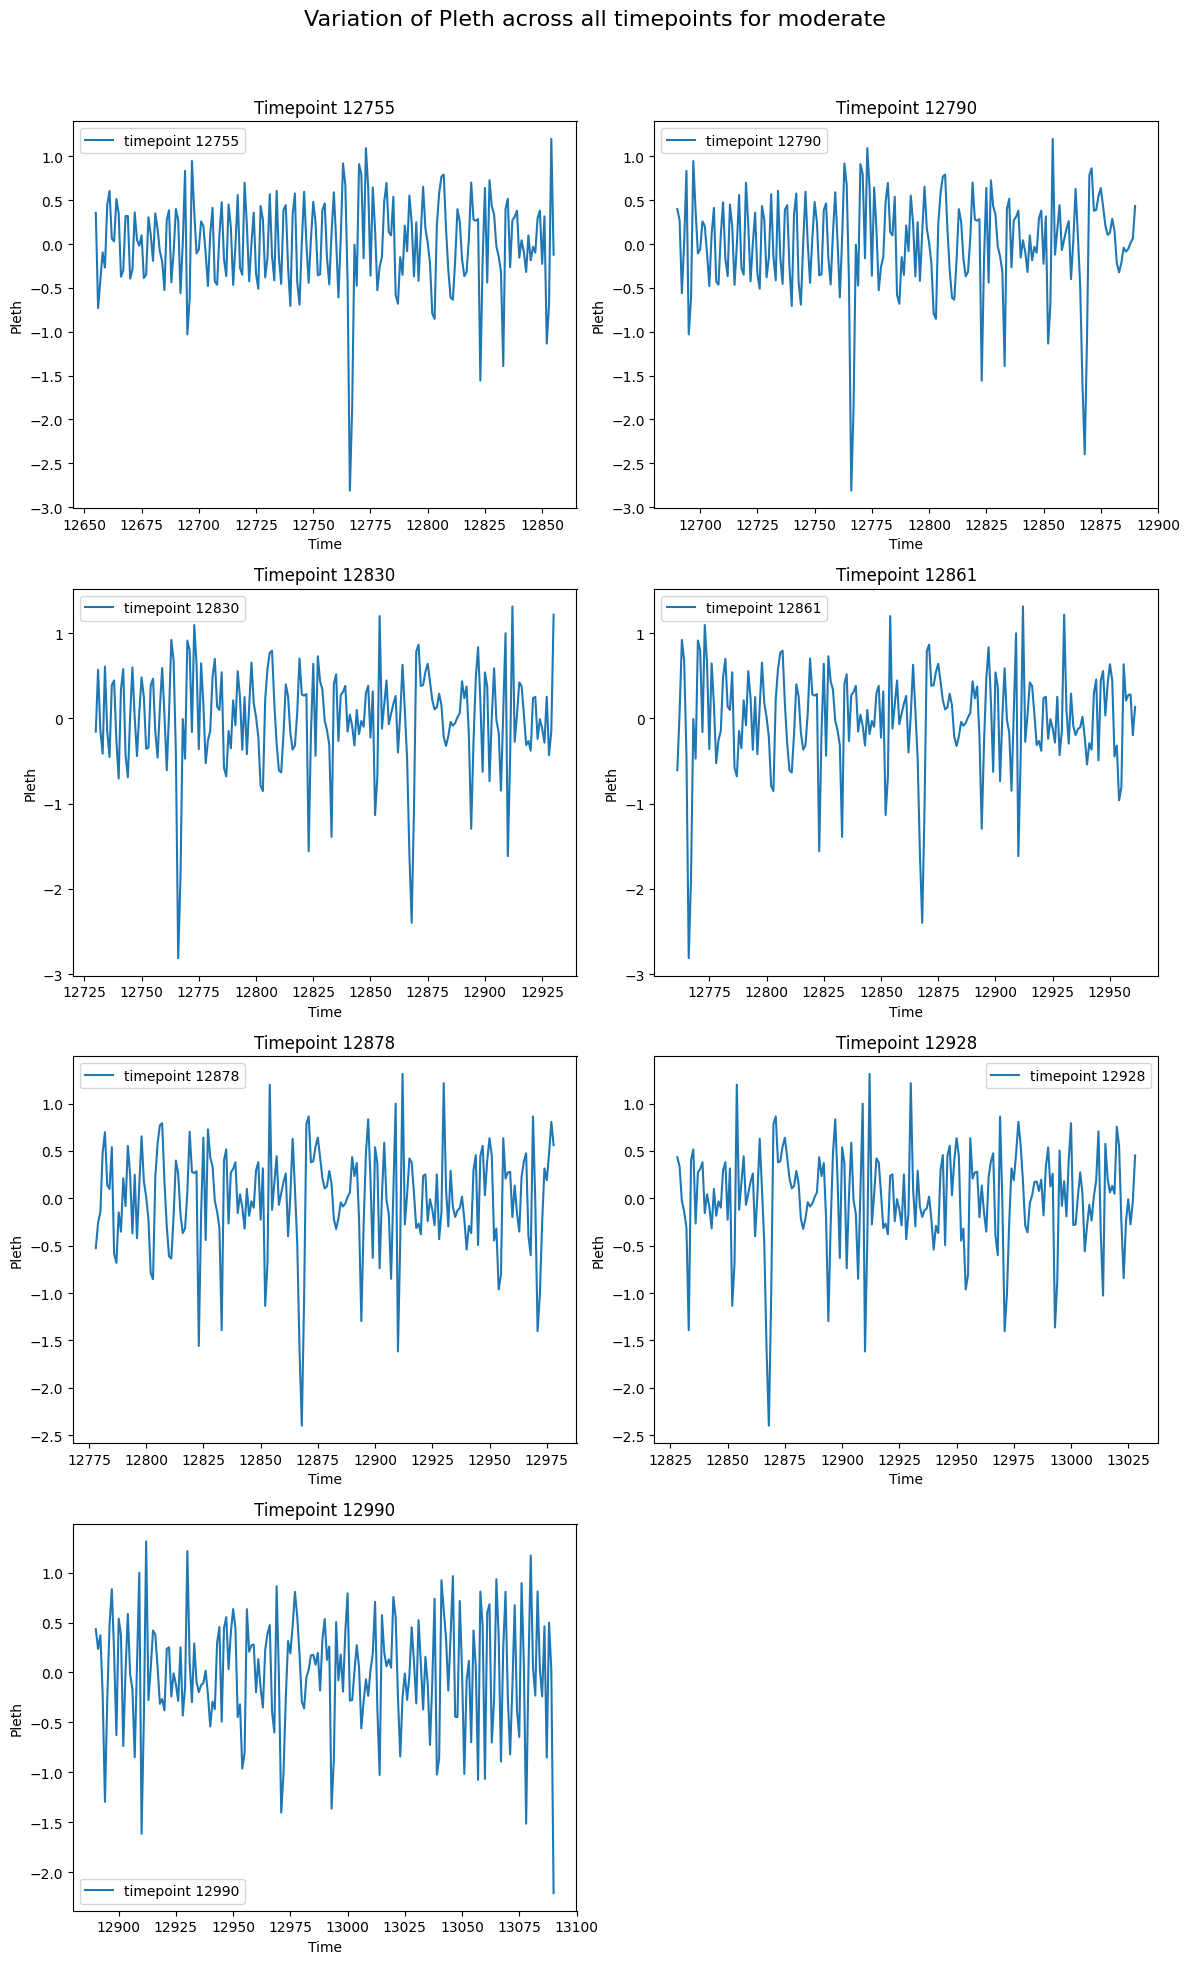 Variation of Pleth across all timepoints for moderate
Timepoint 12755
timepoint 12755
1.0
0.5
0.0
−0.5
−1.0
−1.5
−2.0
−2.5
−3.0
Pleth
12650 12675 12700 12725 12750 12775 12800 12825 12850
Time
Timepoint 12790
timepoint 12790
1.0
0.5
0.0
−0.5
−1.0
−1.5
−2.0
−2.5
−3.0
Pleth
12700 12725 12750 12775 12800 12825 12850 12875 12900
Time
Timepoint 12830
timepoint 12830
1
0
−1
−2
−3
Pleth
12725 12750 12775 12800 12825 12850 12875 12900 12925
Time
Timepoint 12861
timepoint 12861
1
0
−1
−2
−3
Pleth
12775 12800 12825 12850 12875 12900 12925 12950
Time
Timepoint 12878
timepoint 12878
1.0
0.5
0.0
−0.5
−1.0
−1.5
−2.0
−2.5
Pleth
12775 12800 12825 12850 12875 12900 12925 12950 12975
Time
Timepoint 12928
timepoint 12928
1.0
0.5
0.0
−0.5
−1.0
−1.5
−2.0
−2.5
Pleth
12825 12850 12875 12900 12925 12950 12975 13000 13025
Time
Timepoint 12990
1.0
0.5
0.0
−0.5
−1.0
−1.5
−2.0
Pleth
timepoint 12990
12900 12925 12950 12975 13000 13025 13050 13075 13100
Time